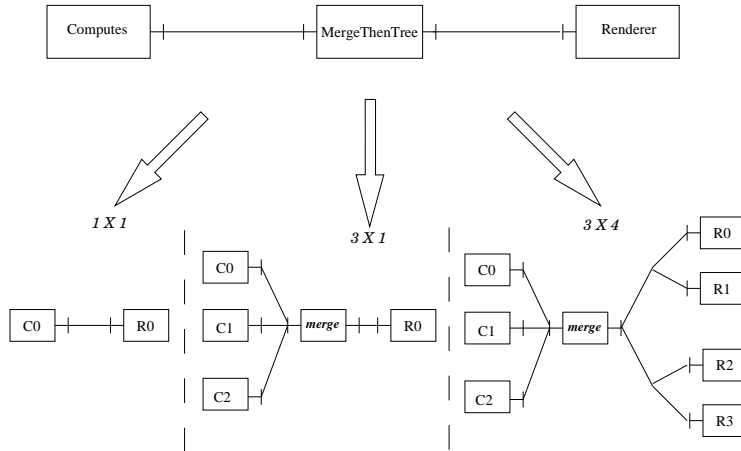 Computes
MergeThenTree
Renderer
1 X 1
3 X 1
3 X 4
C0
R0
C0
C1
C2
merge
R0
C0
C1
C2
merge
R0
R1
R2
R3